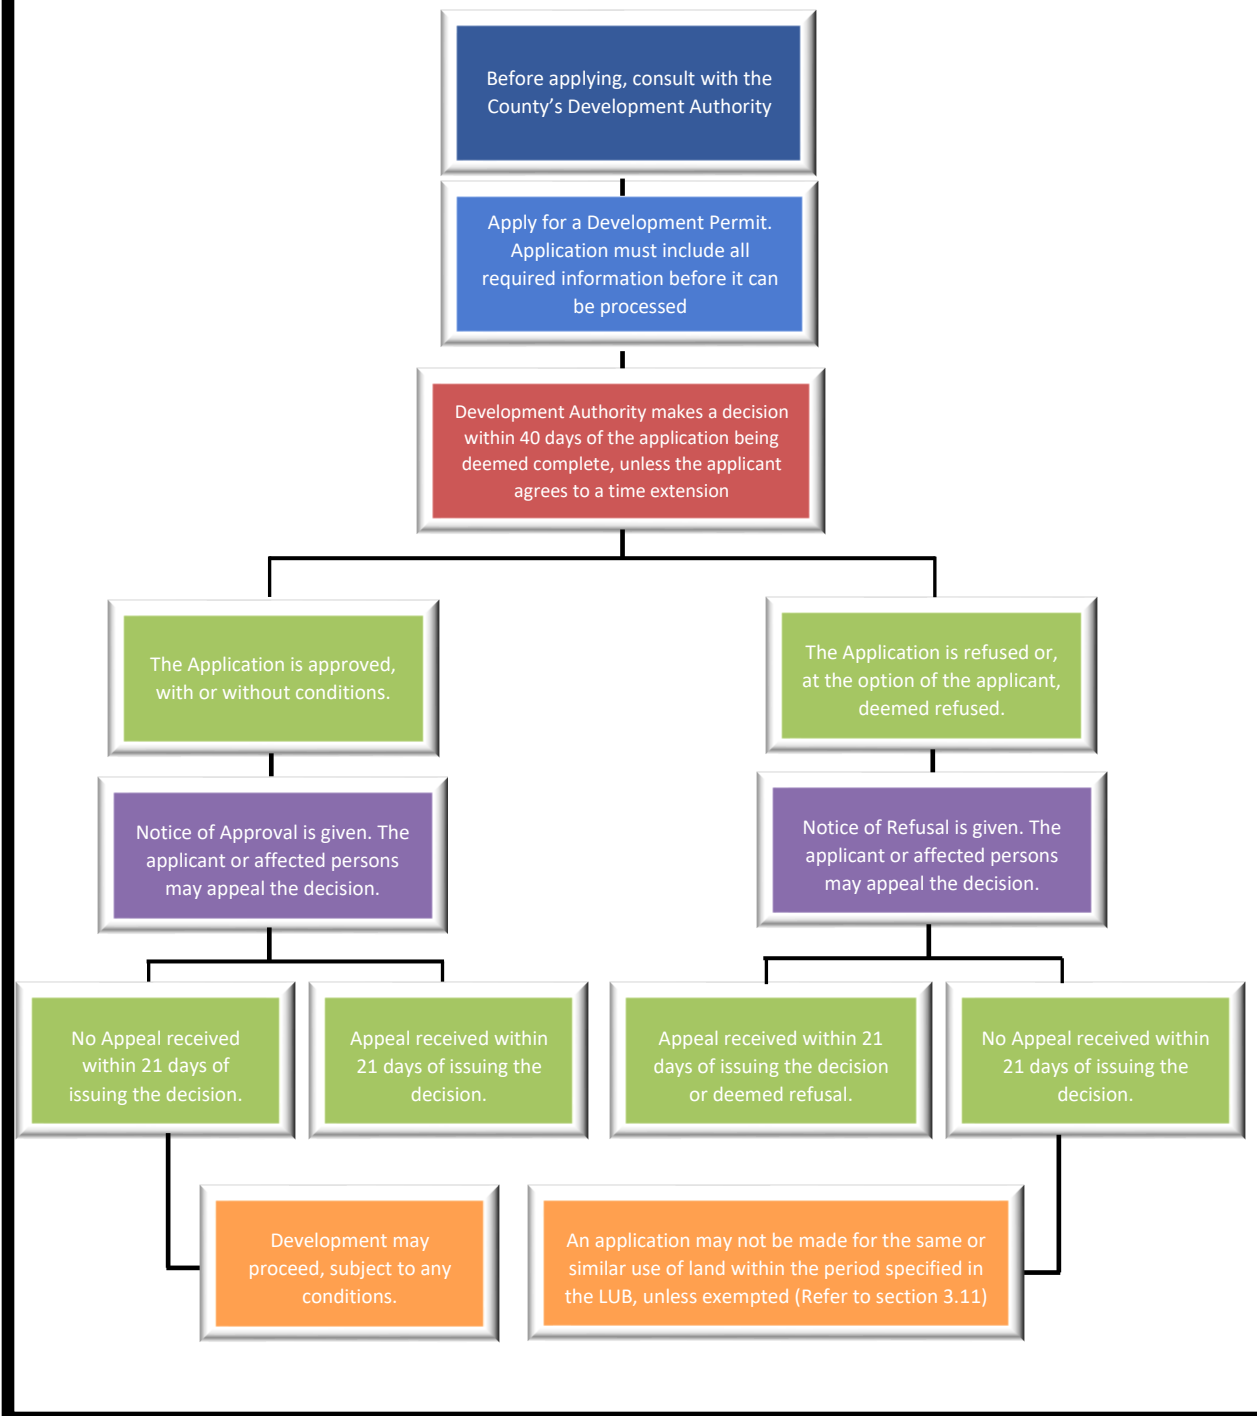 Before applying, consult with the
County’s Development Authority
Apply for a Development Permit.
Application must include all
required information before it can
be processed
Development Authority makes a decision
within 40 days of the application being
deemed complete, unless the applicant
agrees to a time extension
The Application is approved,
with or without conditions.
The Application is refused or,
at the option of the applicant,
deemed refused.
Notice of Approval is given. The
applicant or affected persons
may appeal the decision.
Notice of Refusal is given. The
applicant or affected persons
may appeal the decision.
No Appeal received
within 21 days of
issuing the decision.
Appeal received within
21 days of issuing the
decision.
Appeal received within 21
days of issuing the decision
or deemed refusal.
No Appeal received within
21 days of issuing the
decision.
Development may
proceed, subject to any
conditions.
An application may not be made for the same or
similar use of land within the period specified in
the LUB, unless exempted (Refer to section 3.11)